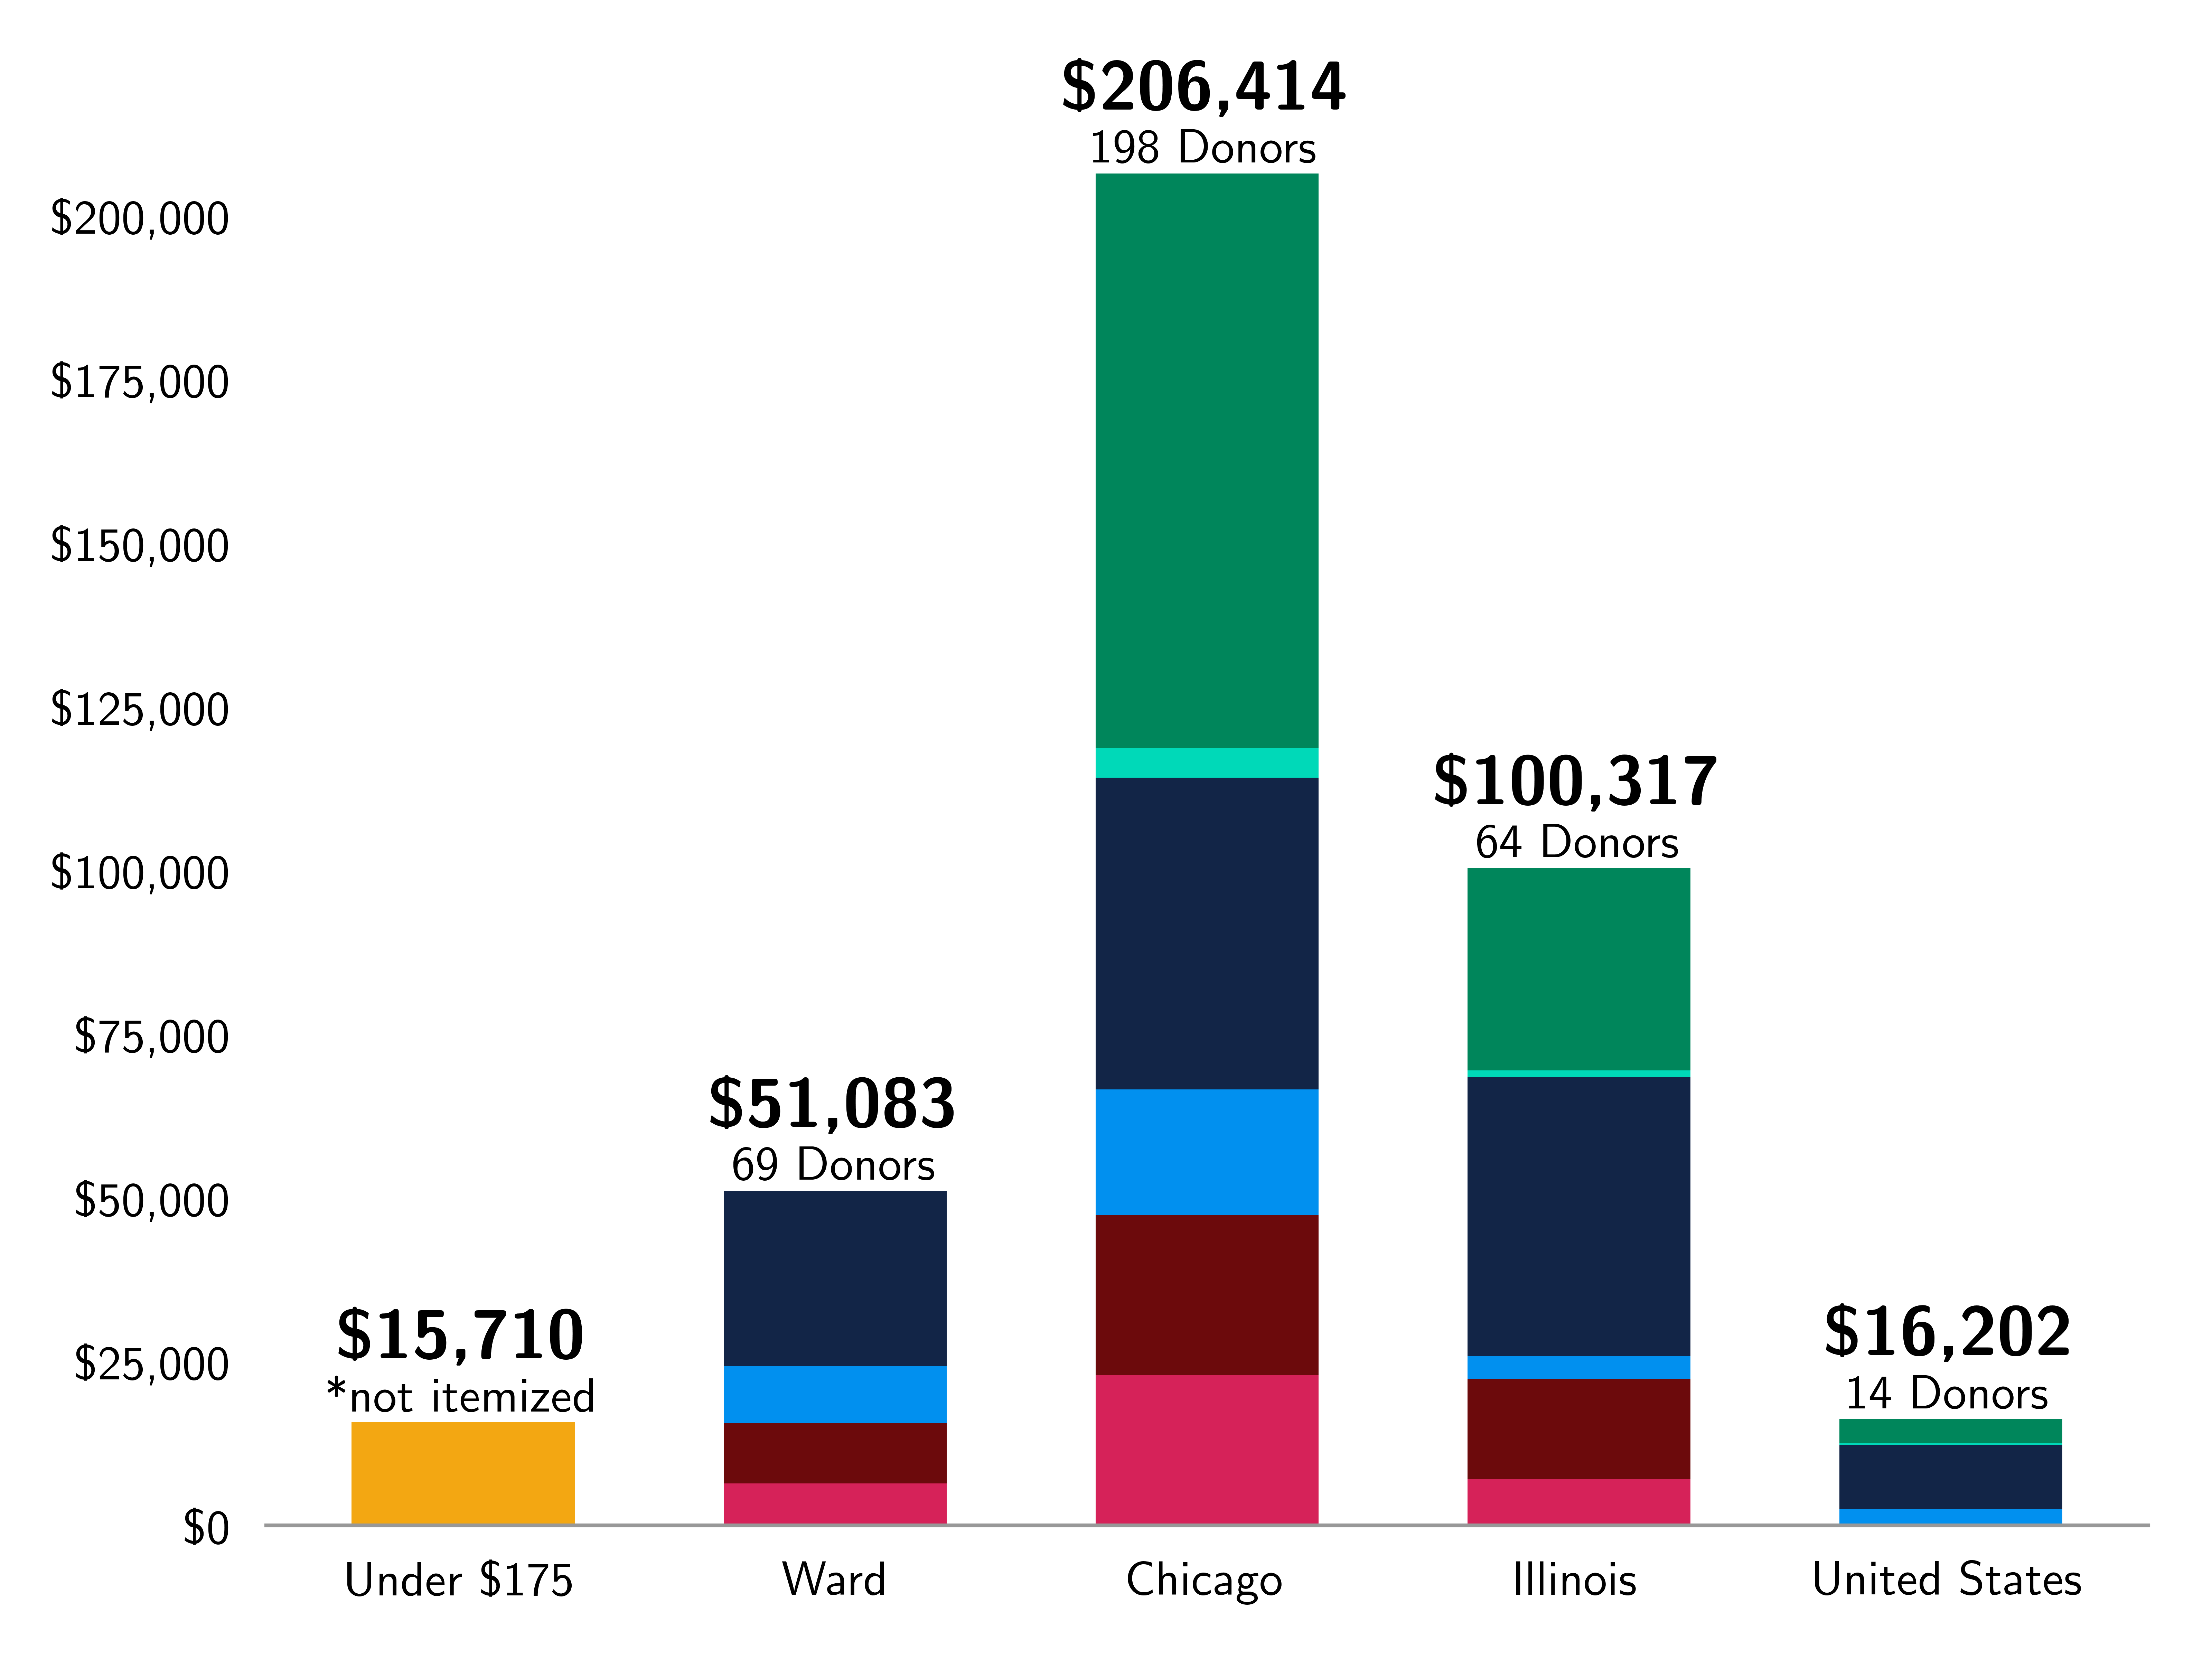 $206,414
198 Donors
$200,000
$175,000
$150,000
$125,000
$100,317
64 Donors
$100,000
$75,000
$51,083
69 Donors
$50,000
$25,000
$15,710
*not itemized
$16,202
14 Donors
$0
Under $175
Ward
Chicago
Illinois
United States